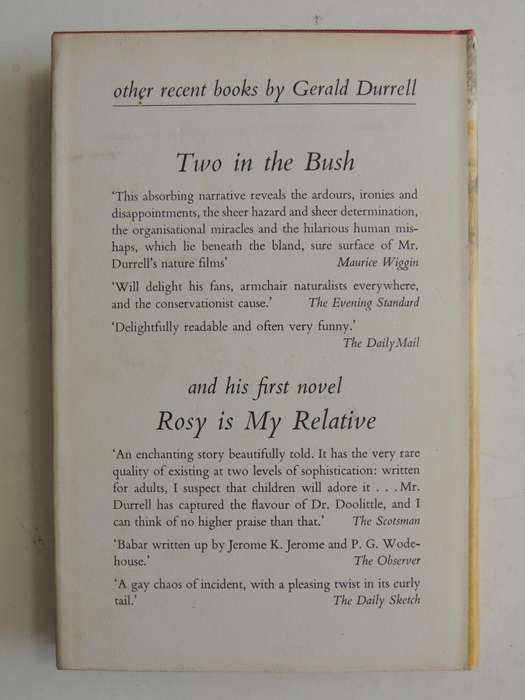 other recent books by Gerald Durrell
Two in the Bush
‘This absorbing narrative reveals the ardours, ironies and
disappointments, the sheer hazard and sheer determination,
the organisational miracles and the hilarious human mis-
haps, which lie beneath the bland, sure surface of Mr.
Durrell's nature films’ Maurice Wiggin
‘Will delight his fans, armchair naturalists everywhere,
and the conservationist cause.’ The Evening Standard
‘Delightfully readable and often very funny.’
The Daily Mail
and his first novel
Rosy is My Relative
‘An enchanting story beautifully told. It has the very rare
quality of existing at two levels of sophistication: written
for adults, I suspect that children will adore it . . . Mr.
Durrell has captured the flavour of Dr. Doolittle, and I
can think of no higher praise than that.’ The Scotsman
‘Babar written up by Jerome K. Jerome and P. G. Wode-
house.’ The Observer
‘A gay chaos of incident, with a pleasing twist in its curly
tail.’ The Daily Sketch